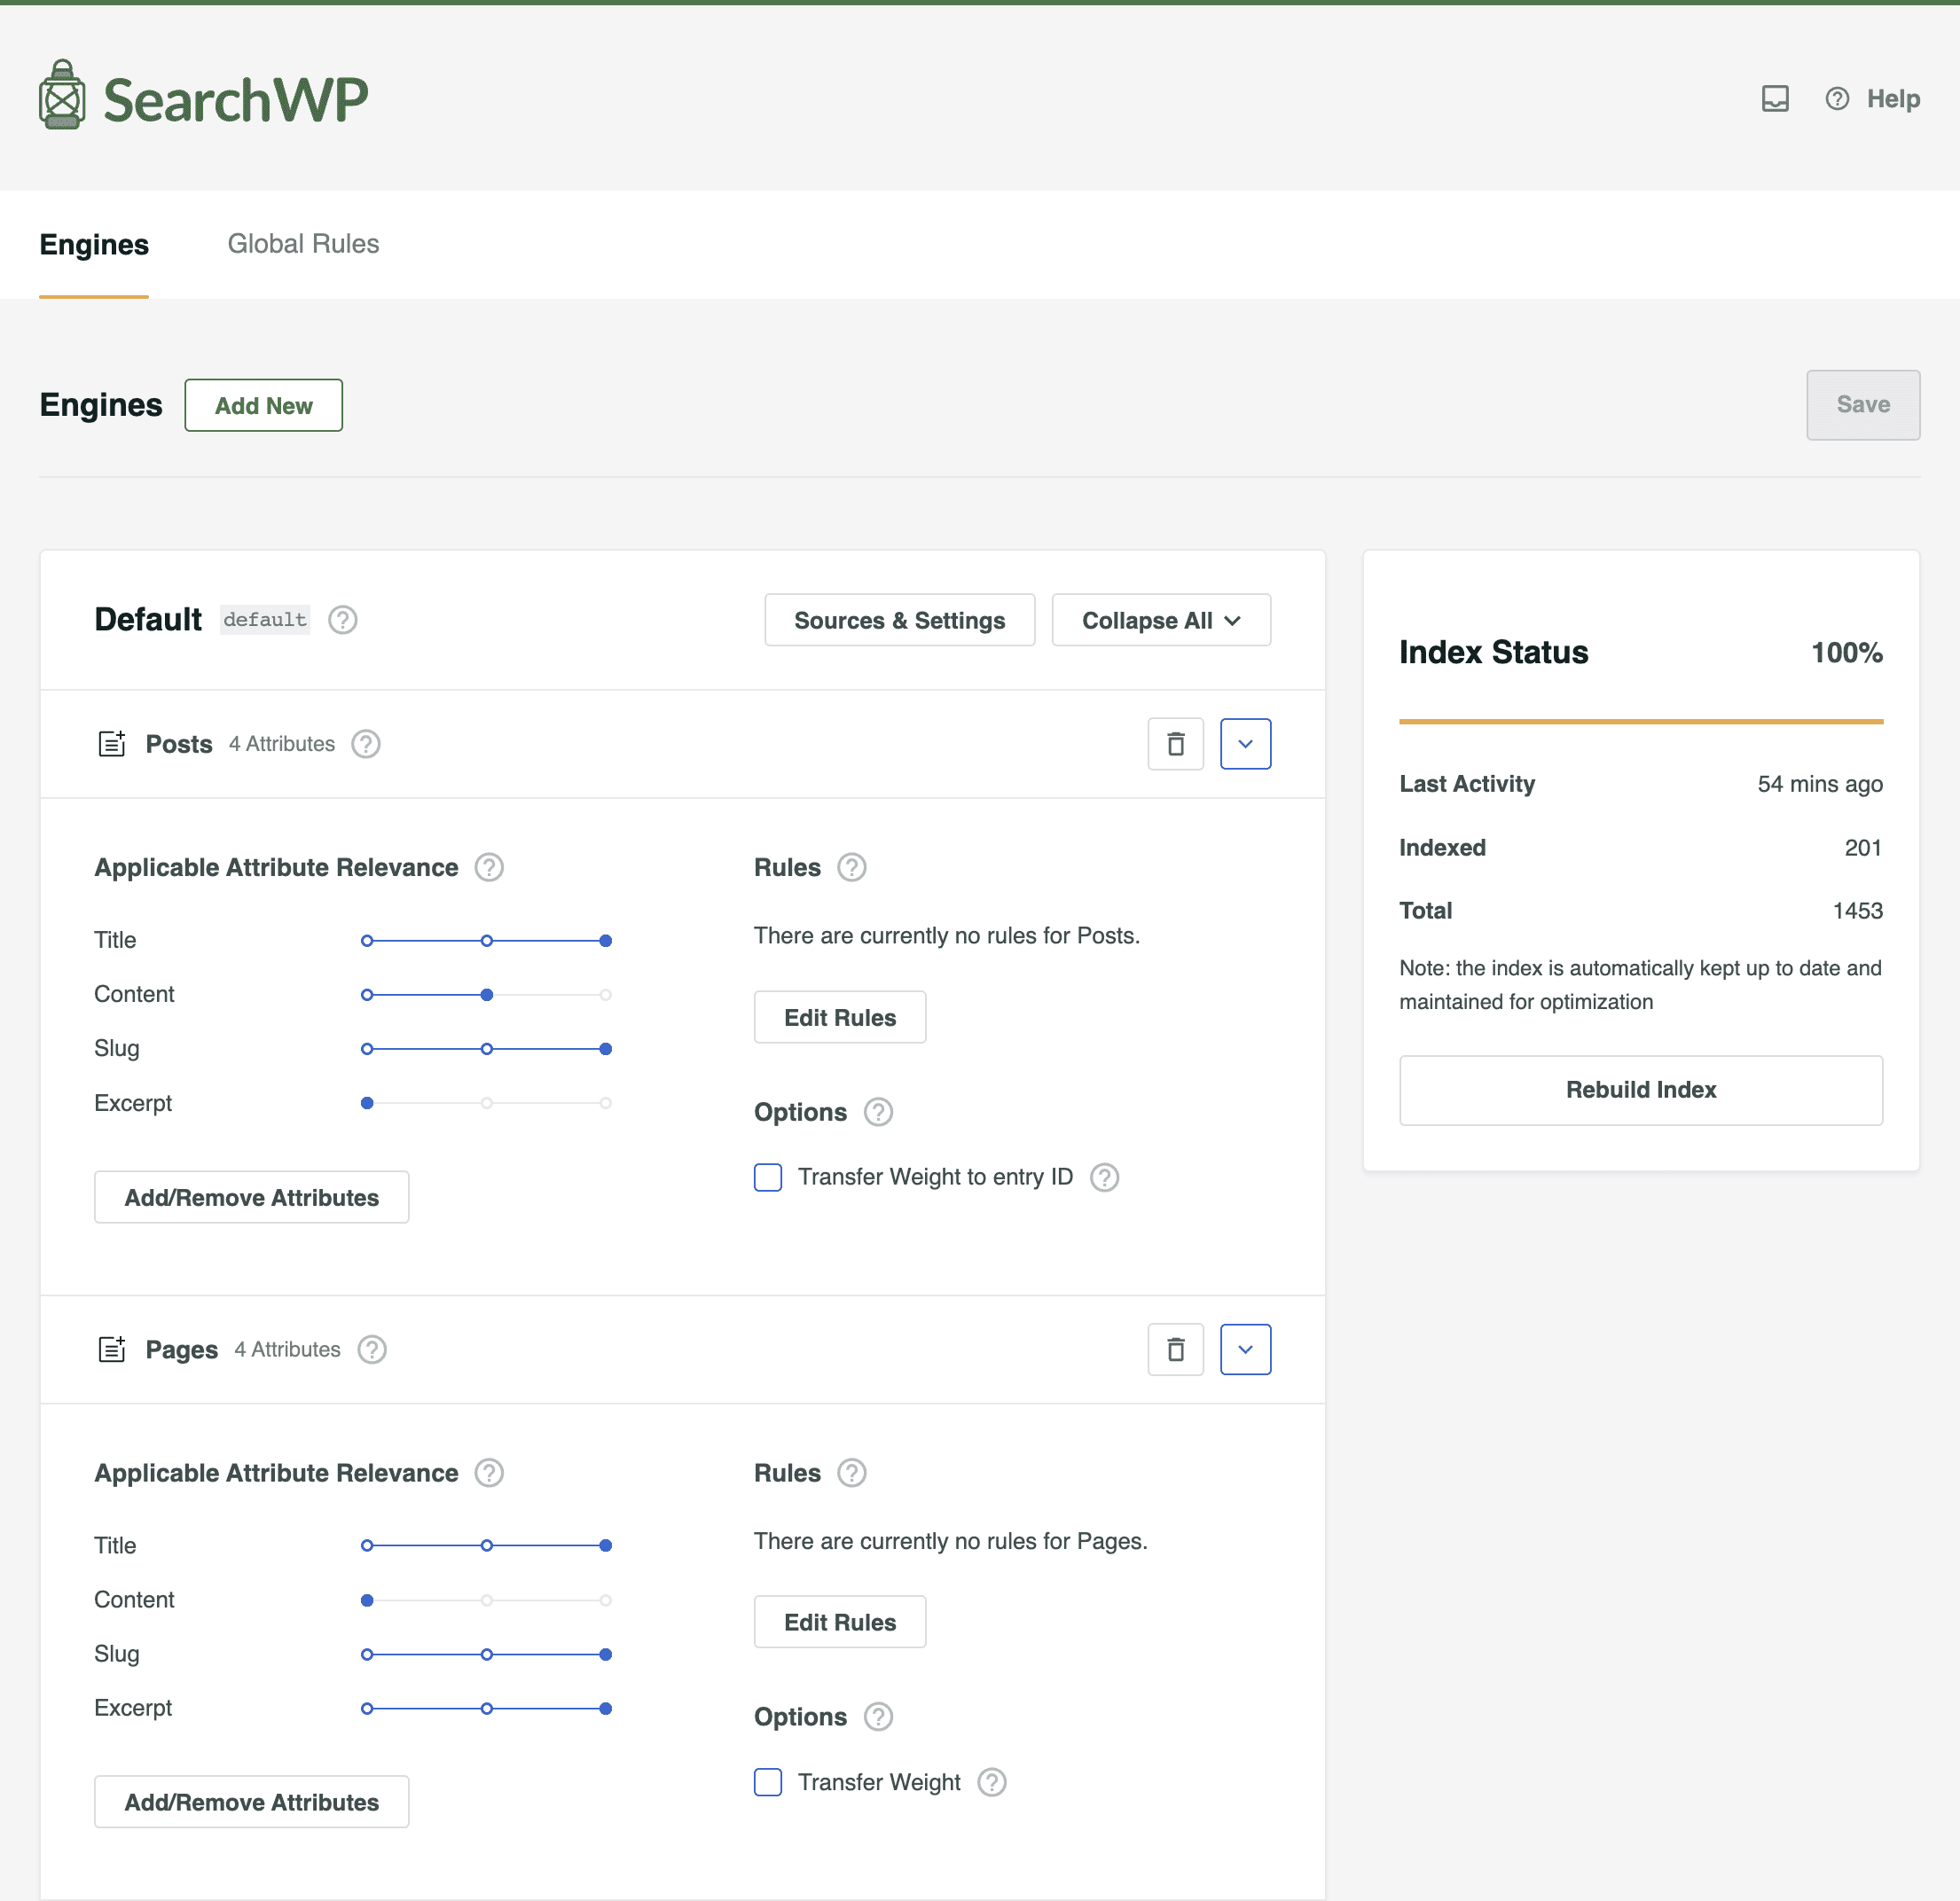 SearchWP
Help
Engines
Global Rules
Engines
Add New
Save
Default default
Sources & Settings
Collapse All
Posts 4 Attributes
Applicable Attribute Relevance
Title
Content
Slug
Excerpt
Add/Remove Attributes
Rules
There are currently no rules for Posts.
Edit Rules
Options
Transfer Weight to entry ID
Pages 4 Attributes
Applicable Attribute Relevance
Title
Content
Slug
Excerpt
Add/Remove Attributes
Rules
There are currently no rules for Pages.
Edit Rules
Options
Transfer Weight
Index Status 100%
Last Activity 54 mins ago
Indexed 201
Total 1453
Note: the index is automatically kept up to date and
maintained for optimization
Rebuild Index